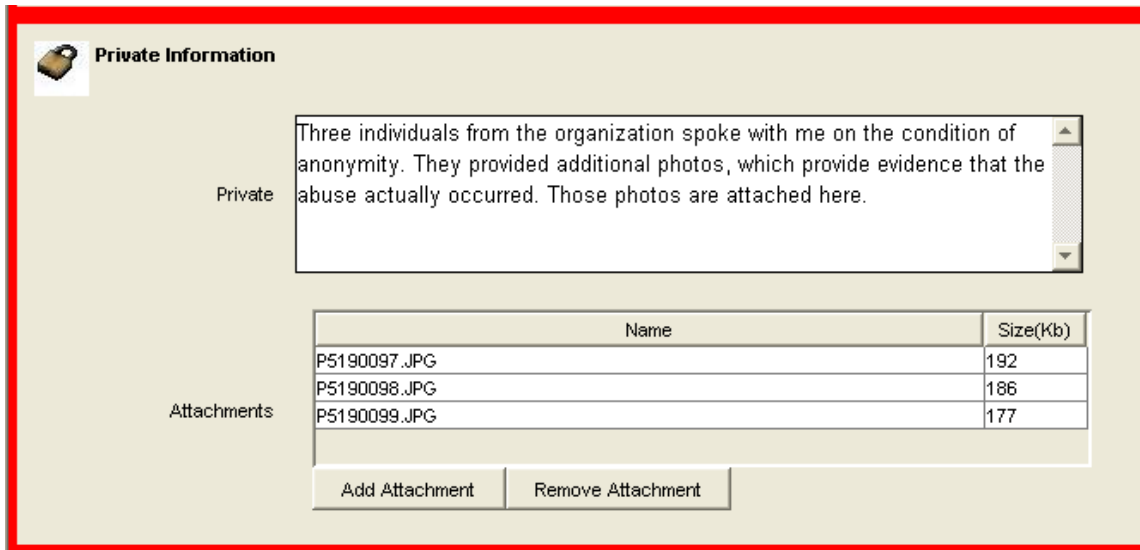 Private Information
Three individuals from the organization spoke with me on the condition of
anonymity. They provided additional photos, which provide evidence that the
Private
abuse actually occurred. Those photos are attached here.
Name Size(Kb)
P5190097.JPG 192
P5190098.JPG 186
Attachments
P5190099.JPG 177
Add Attachment Remove Attachment